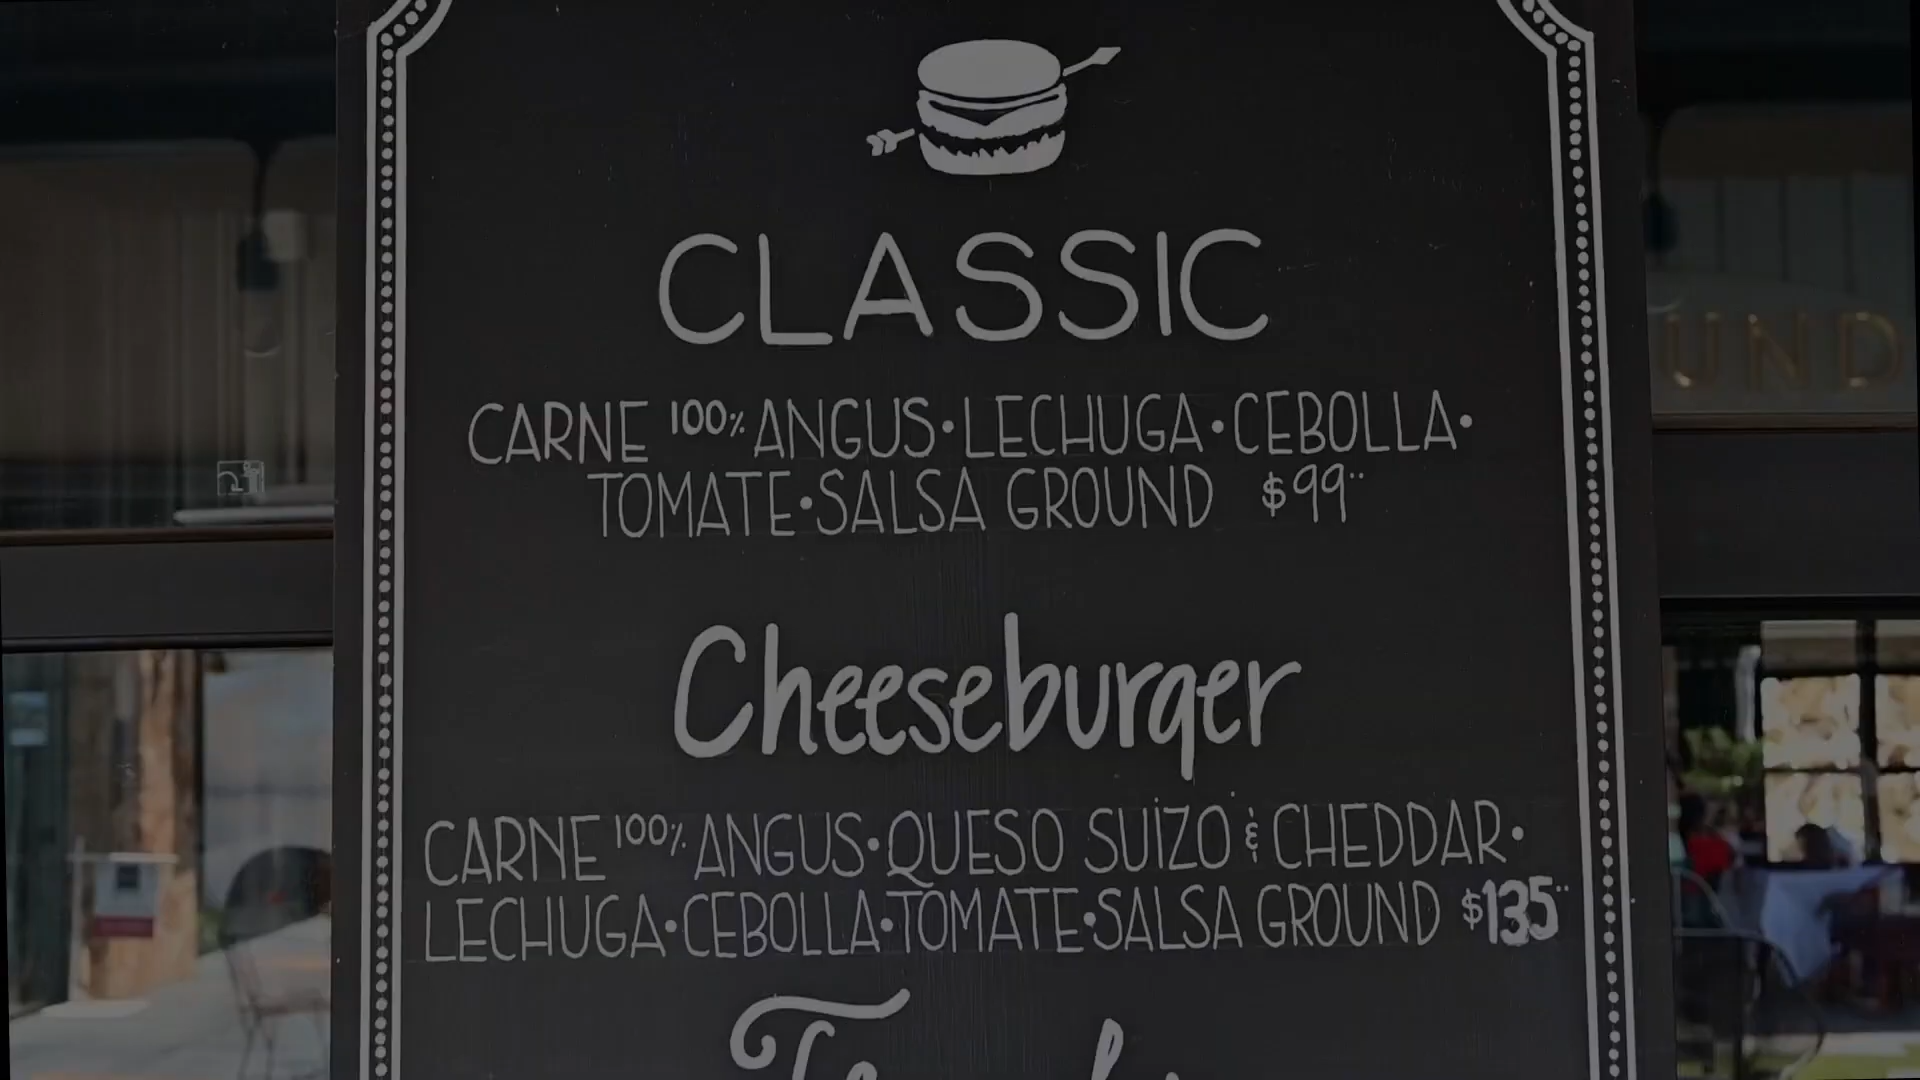 CLASSIC
CARNE 100% ANGUS • LECHUGA • CEBOLLA •
TOMATE • SALSA GROUND $99
Cheeseburger
CARNE 100% ANGUS • QUESO SUIZO & CHEDDAR •
LECHUGA • CEBOLLA • TOMATE • SALSA GROUND $135
UND